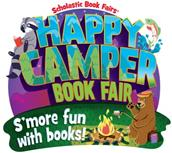 Scholastic Book Fairs®
HAPPY
CAMPER
BOOK FAIR
S'more fun
with books!